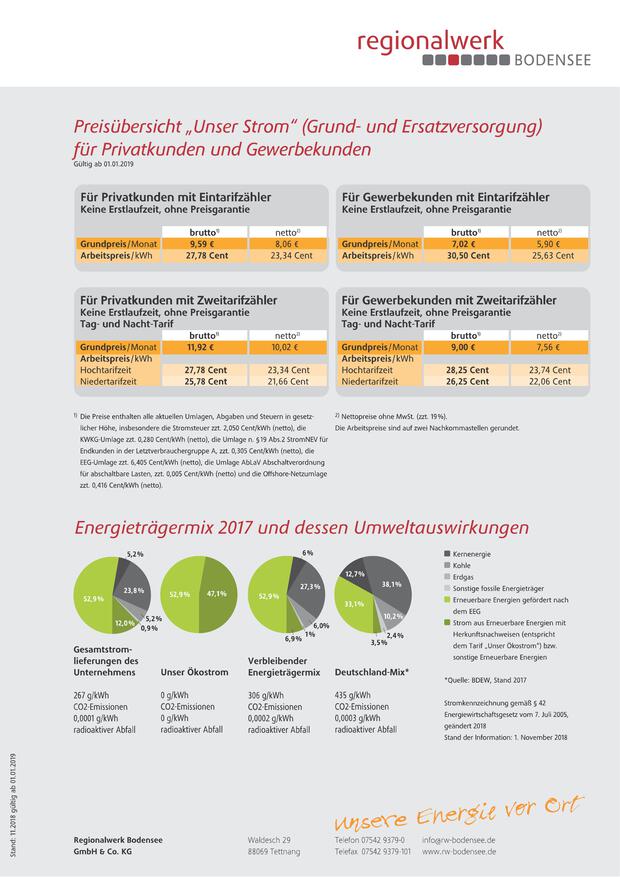 regionalwerk
BODENSEE
Preisübersicht „Unser Strom“ (Grund- und Ersatzversorgung)
für Privatkunden und Gewerbekunden
Gültig ab 01.01.2019
Für Privatkunden mit Eintarifzähler
Keine Erstlaufzeit, ohne Preisgarantie
brutto1) netto2)
Grundpreis/Monat 9,59 € 8,06 €
Arbeitspreis/kWh 27,78 Cent 23,34 Cent
Für Gewerbekunden mit Eintarifzähler
Keine Erstlaufzeit, ohne Preisgarantie
brutto1) netto2)
Grundpreis/Monat 7,02 € 5,90 €
Arbeitspreis/kWh 30,50 Cent 25,63 Cent
Für Privatkunden mit Zweitarifzähler
Keine Erstlaufzeit, ohne Preisgarantie
Tag- und Nacht-Tarif
brutto1) netto2)
Grundpreis/Monat 11,92 € 10,02 €
Arbeitspreis/kWh
Hochtarifzeit 27,78 Cent 23,34 Cent
Niedertarifzeit 25,78 Cent 21,66 Cent
Für Gewerbekunden mit Zweitarifzähler
Keine Erstlaufzeit, ohne Preisgarantie
Tag- und Nacht-Tarif
brutto1) netto2)
Grundpreis/Monat 9,00 € 7,56 €
Arbeitspreis/kWh
Hochtarifzeit 28,25 Cent 23,74 Cent
Niedertarifzeit 26,25 Cent 22,06 Cent
1) Die Preise enthalten alle aktuellen Umlagen, Abgaben und Steuern in gesetz-
licher Höhe, insbesondere die Stromsteuer zzt. 2,050 Cent/kWh (netto), die
KWKG-Umlage zzt. 0,280 Cent/kWh (netto), die Umlage n. §19 Abs.2 StromNEV für
Endkunden in der Letztverbrauchergruppe A, zzt. 0,305 Cent/kWh (netto), die
EEG-Umlage zzt. 6,405 Cent/kWh (netto), die Umlage AbLaV Abschaltverordnung
für abschaltbare Lasten, zzt. 0,005 Cent/kWh (netto) und die Offshore-Netzumlage
zzt. 0,416 Cent/kWh (netto).
2) Nettopreise ohne MwSt. (zzt. 19%).
Die Arbeitspreise sind auf zwei Nachkommastellen gerundet.
Energieträgermix 2017 und dessen Umweltauswirkungen
5,2%
23,8%
5,2%
0,9%
12,0%
52,9%
52,9%
47,1%
6%
27,3%
6,0%
1%
6,9%
52,9%
12,7%
38,1%
10,2%
2,4%
3,5%
33,1%
Kernenergie
Kohle
Erdgas
Sonstige fossile Energieträger
Erneuerbare Energien gefördert nach
dem EEG
Strom aus Erneuerbare Energien mit
Herkunftsnachweisen (entspricht
dem Tarif „Unser Ökostrom“) bzw.
sonstige Erneuerbare Energien
Gesamtstrom-
lieferungen des
Unternehmens
267 g/kWh
CO2-Emissionen
0,0001 g/kWh
radioaktiver Abfall
Unser Ökostrom
0 g/kWh
CO2-Emissionen
0 g/kWh
radioaktiver Abfall
Verbleibender
Energieträgermix
306 g/kWh
CO2-Emissionen
0,0002 g/kWh
radioaktiver Abfall
Deutschland-Mix*
435 g/kWh
CO2-Emissionen
0,0003 g/kWh
radioaktiver Abfall
*Quelle: BDEW, Stand 2017
Stromkennzeichnung gemäß § 42
Energiewirtschaftsgesetz vom 7. Juli 2005,
geändert 2018
Stand der Information: 1. November 2018
Stand: 11.2018 gültig ab 01.01.2019
unsere Energie vor Ort
Regionalwerk Bodensee
GmbH & Co. KG
Waldesch 29
88069 Tettnang
Telefon 07542 9379-0
Telefax 07542 9379-101
info@rw-bodensee.de
www.rw-bodensee.de